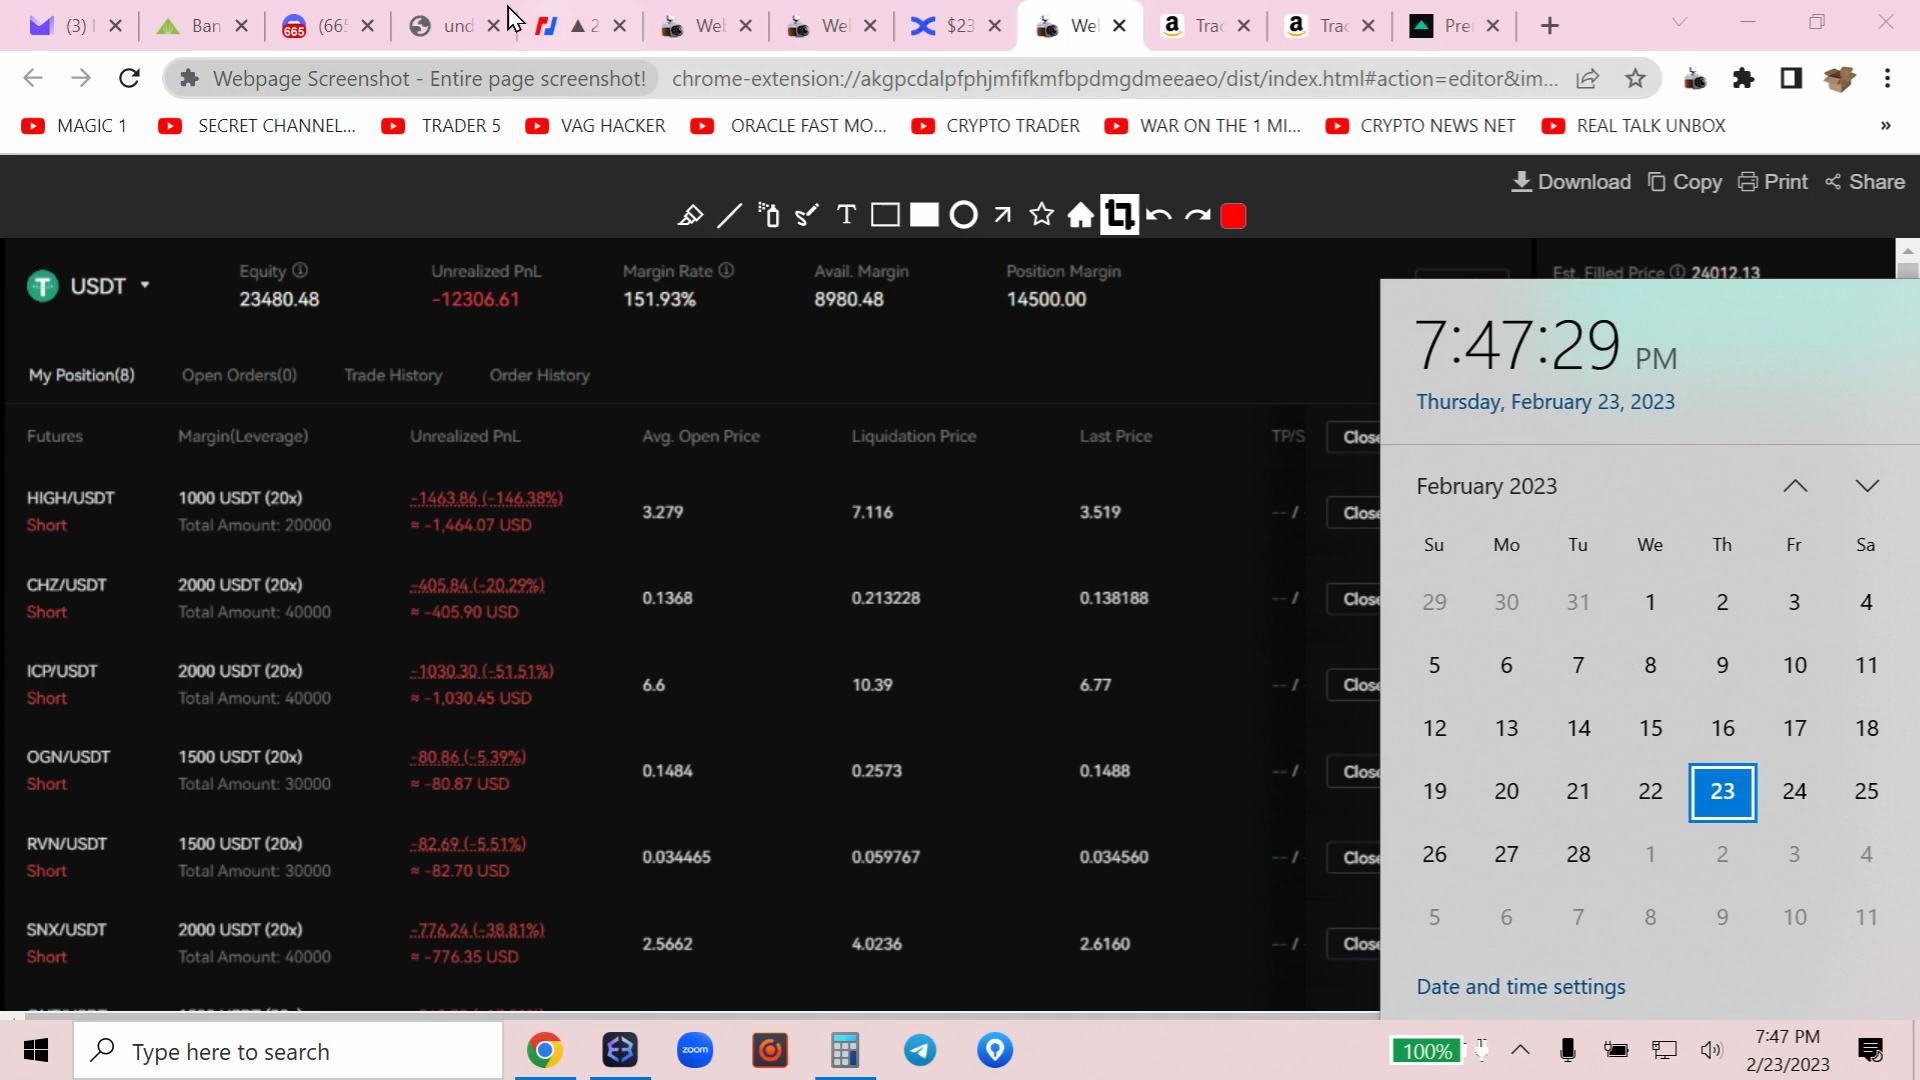 (3)
Ban
(66
und
▲ 2
Wel
Wel
$23
Wel
Trac
Trac
Pre
Webpage Screenshot - Entire page screenshot!
chrome-extension://akgpcdalpfphjmfifkmfbpdmgdmeeaeo/dist/index.html#action=editor&im...
MAGIC 1
SECRET CHANNEL...
TRADER 5
VAG HACKER
ORACLE FAST MO...
CRYPTO TRADER
WAR ON THE 1 MI...
CRYPTO NEWS NET
REAL TALK UNBOX
»
Download
Copy
Print
Share
USDT
Equity
Unrealized PnL
Margin Rate
Avail. Margin
Position Margin
Est. Filled Price 24012.13
23480.48
-12306.61
151.93%
8980.48
14500.00
My Position(8)
Open Orders(0)
Trade History
Order History
Futures
Margin(Leverage)
Unrealized PnL
Avg. Open Price
Liquidation Price
Last Price
TP/S
Close
HIGH/USDT
Short
1000 USDT (20x)
Total Amount: 20000
-1463.86 (-146.38%)
≈ -1,464.07 USD
3.279
7.116
3.519
-- /
Close
CHZ/USDT
Short
2000 USDT (20x)
Total Amount: 40000
-405.84 (-20.29%)
≈ -405.90 USD
0.1368
0.213228
0.138188
-- /
Close
ICP/USDT
Short
2000 USDT (20x)
Total Amount: 40000
-1030.30 (-51.51%)
≈ -1,030.45 USD
6.6
10.39
6.77
-- /
Close
OGN/USDT
Short
1500 USDT (20x)
Total Amount: 30000
-80.86 (-5.39%)
≈ -80.87 USD
0.1484
0.2573
0.1488
-- /
Close
RVN/USDT
Short
1500 USDT (20x)
Total Amount: 30000
-82.69 (-5.51%)
≈ -82.70 USD
0.034465
0.059767
0.034560
-- /
Close
SNX/USDT
Short
2000 USDT (20x)
Total Amount: 40000
-776.24 (-38.81%)
≈ -776.35 USD
2.5662
4.0236
2.6160
-- /
Close
7:47:29 PM
Thursday, February 23, 2023
February 2023
Su Mo Tu We Th Fr Sa
29 30 31 1 2 3 4
5 6 7 8 9 10 11
12 13 14 15 16 17 18
19 20 21 22 23 24 25
26 27 28 1 2 3 4
5 6 7 8 9 10 11
Date and time settings
Type here to search
zoom
100%
7:47 PM
2/23/2023